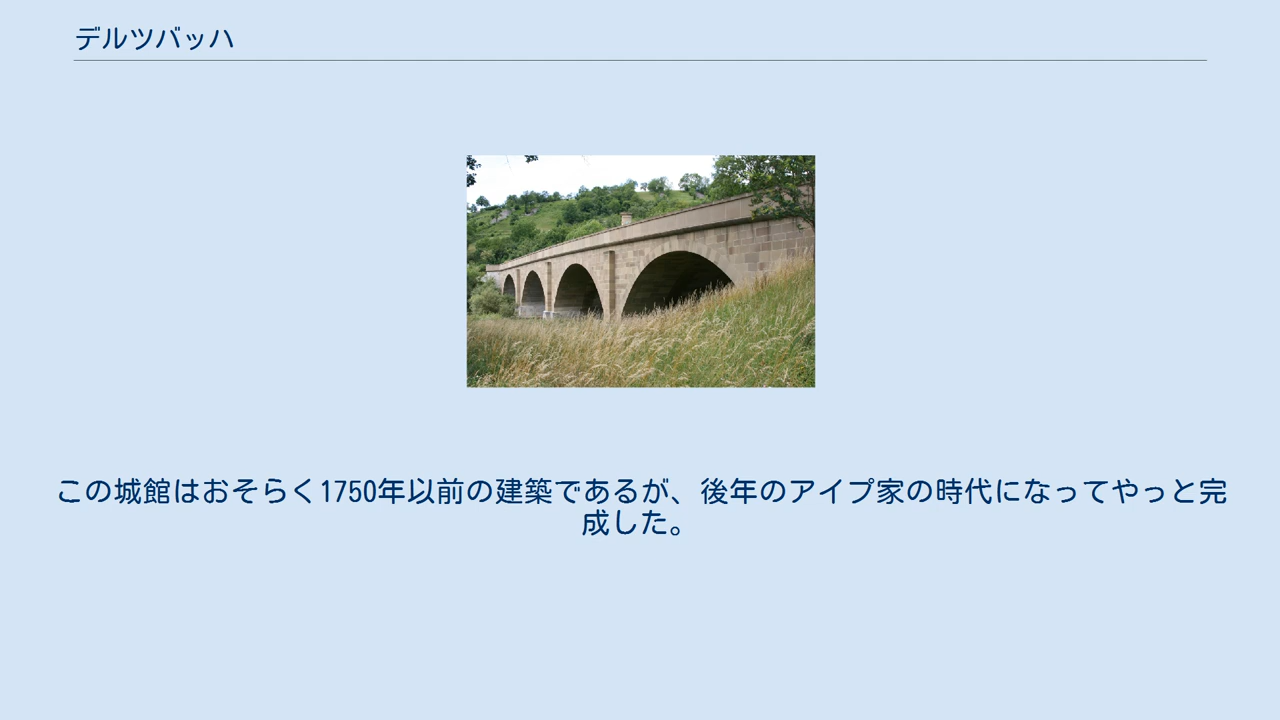 デルツバッハ
この城館はおそらく1750年以前の建築であるが、後年のアイプ家の時代になってやっと完
成した。